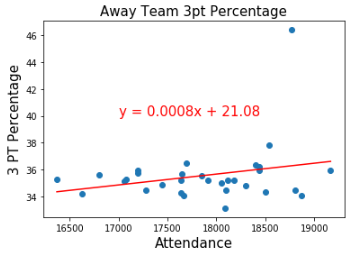 Away Team 3pt Percentage
46
44
42
40
38
36
34
y = 0.0008x + 21.08
3 PT Percentage
16500 17000 17500 18000 18500 19000
Attendance